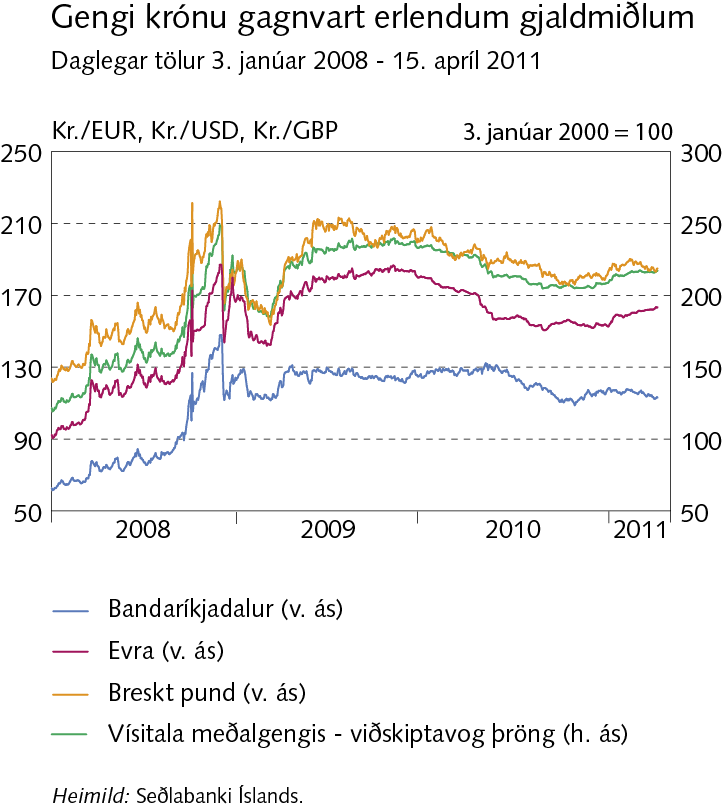 Gengi krónu gagnvart erlendum gjaldmiðlum
Daglegar tölur 3. janúar 2008 - 15. apríl 2011
Kr./EUR, Kr./USD, Kr./GBP 3. janúar 2000 = 100
250 300
210 250
170 200
130 150
90 100
50 50
2008 2009 2010 2011
Bandaríkjadalur (v. ás)
Evra (v. ás)
Breskt pund (v. ás)
Vísitala meðalgengis - viðskiptavog þröng (h. ás)
Heimild: Seðlabanki Íslands.